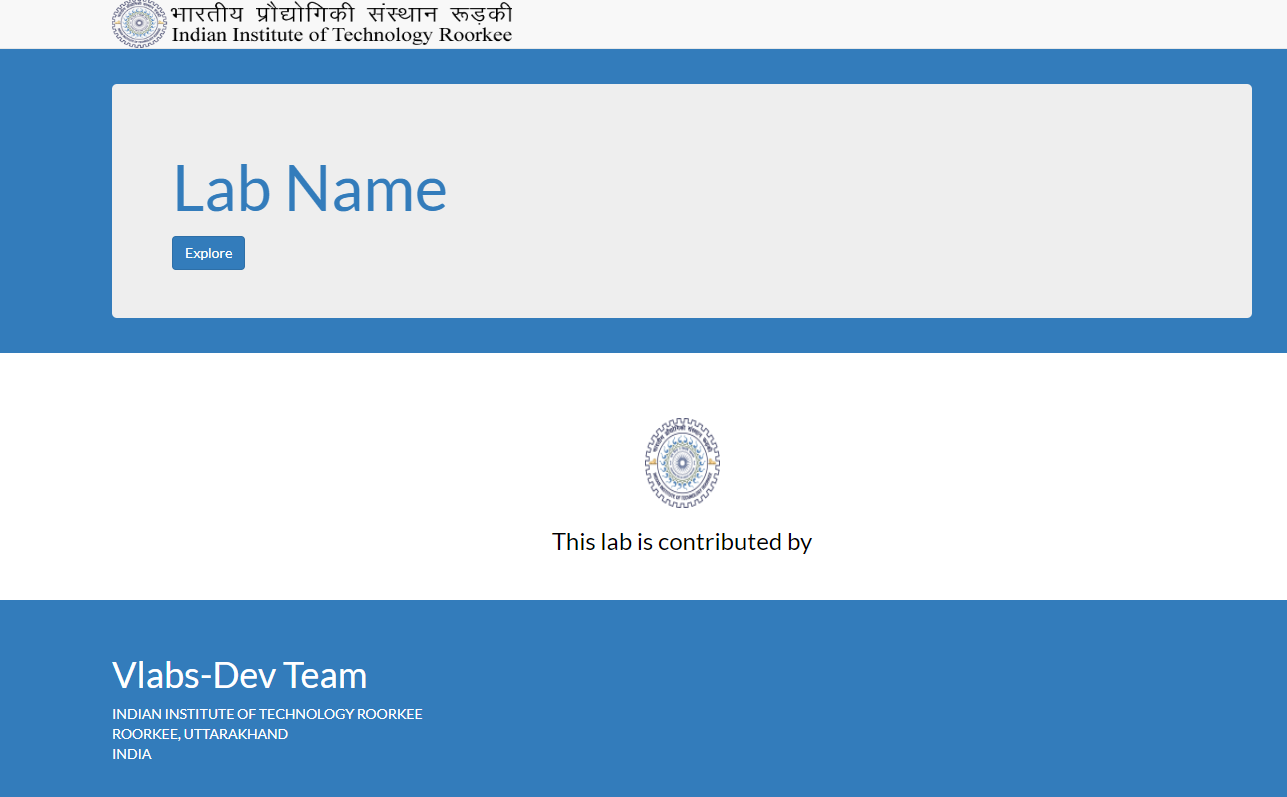 भारतीय प्रौद्योगिकी संस्थान रूड़की
Indian Institute of Technology Roorkee
Lab Name
Explore
This lab is contributed by
Vlabs-Dev Team
INDIAN INSTITUTE OF TECHNOLOGY ROORKEE
ROORKEE, UTTARAKHAND
INDIA